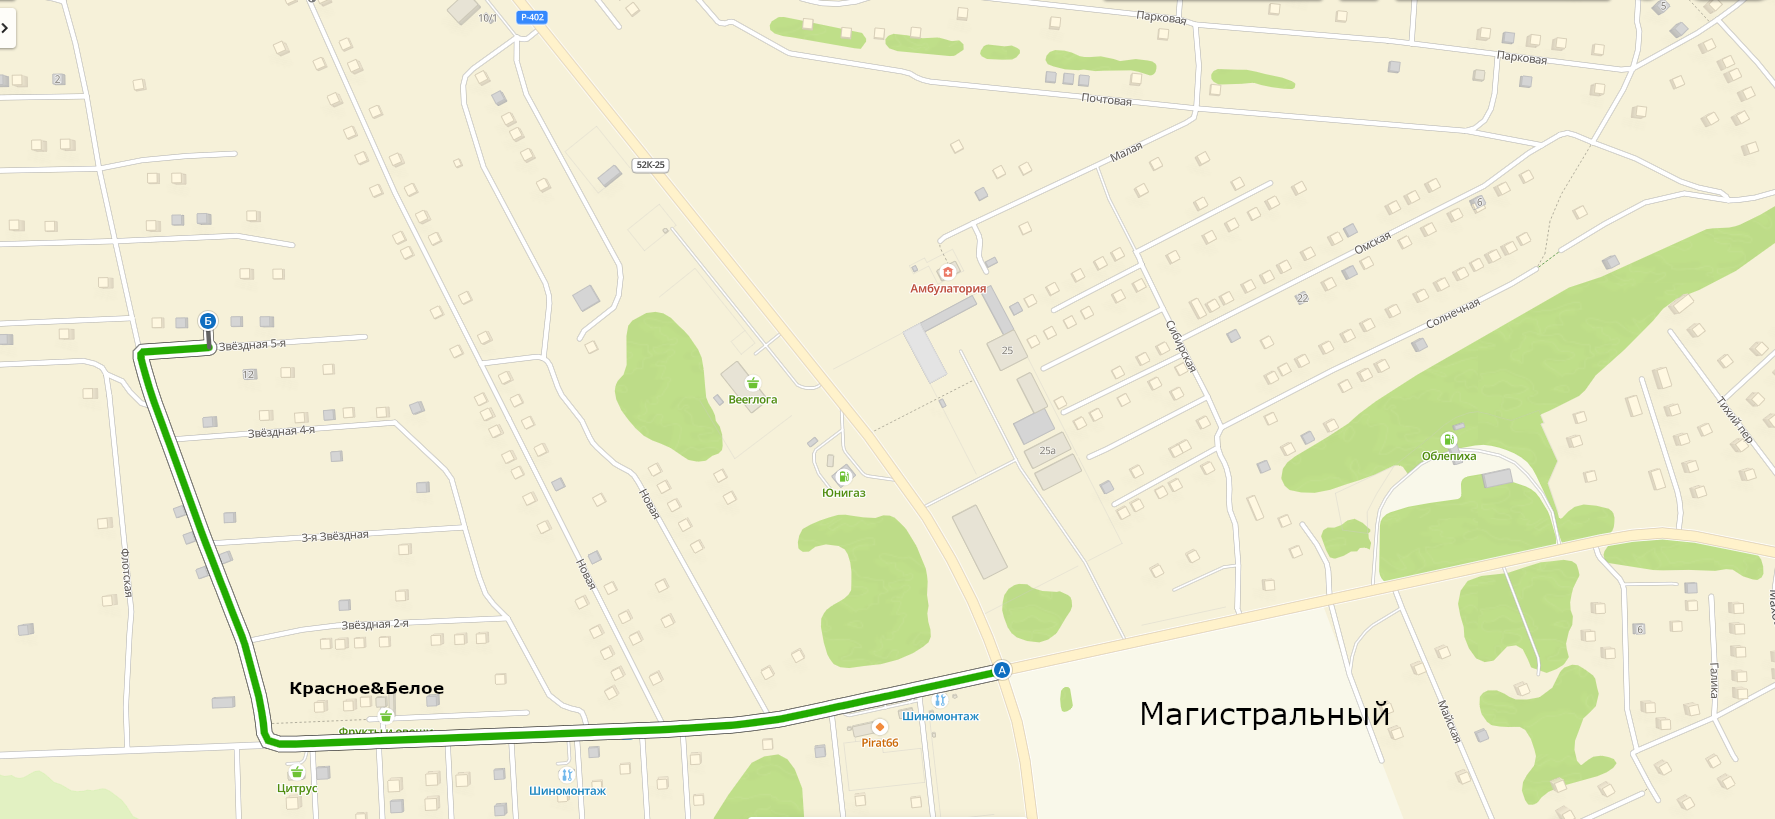 10/1
Р-402
Парковая
5
Парковая
2
Почтовая
52К-25
Малая
6
Омская
Амбулатория
22
Солнечная
Сибирская
Б
Звёздная 5-я
25
12
Beerлога
Тихий пер
Звёздная 4-я
25а
Облепиха
Юнигаз
Новая
3-я Звёздная
Флотская
Новая
Звёздная 2-я
6
А
Галика
Красное&Белое
Шиномонтаж
Магистральный
Майская
Pirat66
Цитрус
Шиномонтаж